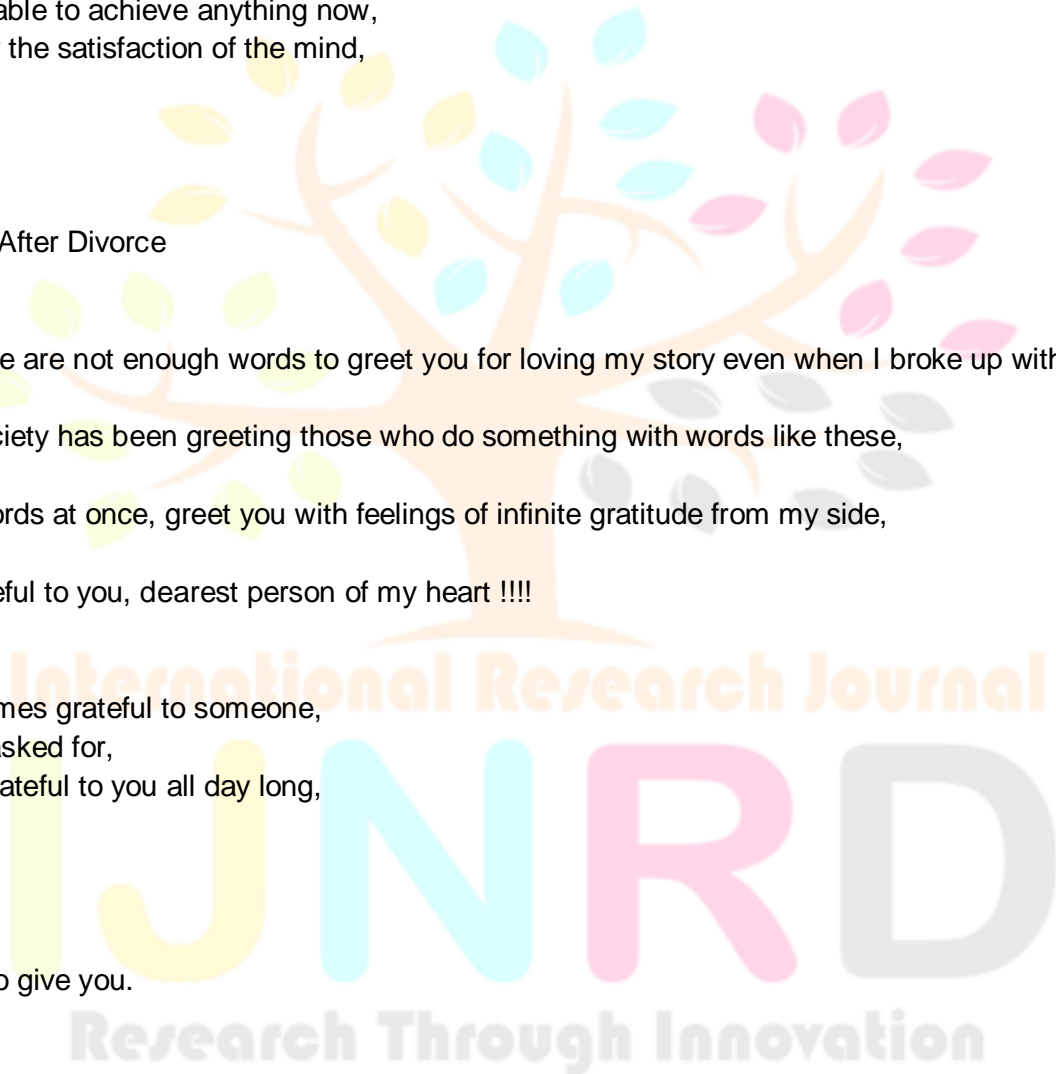 able to achieve anything now,
the satisfaction of the mind,
After Divorce
e are not enough words to greet you for loving my story even when I broke up with
ciety has been greeting those who do something with words like these,
ords at once, greet you with feelings of infinite gratitude from my side,
eful to you, dearest person of my heart !!!!
International Research Journal
mes grateful to someone,
asked for,
ateful to you all day long,
IJNRD
o give you.
Research Through Innovation